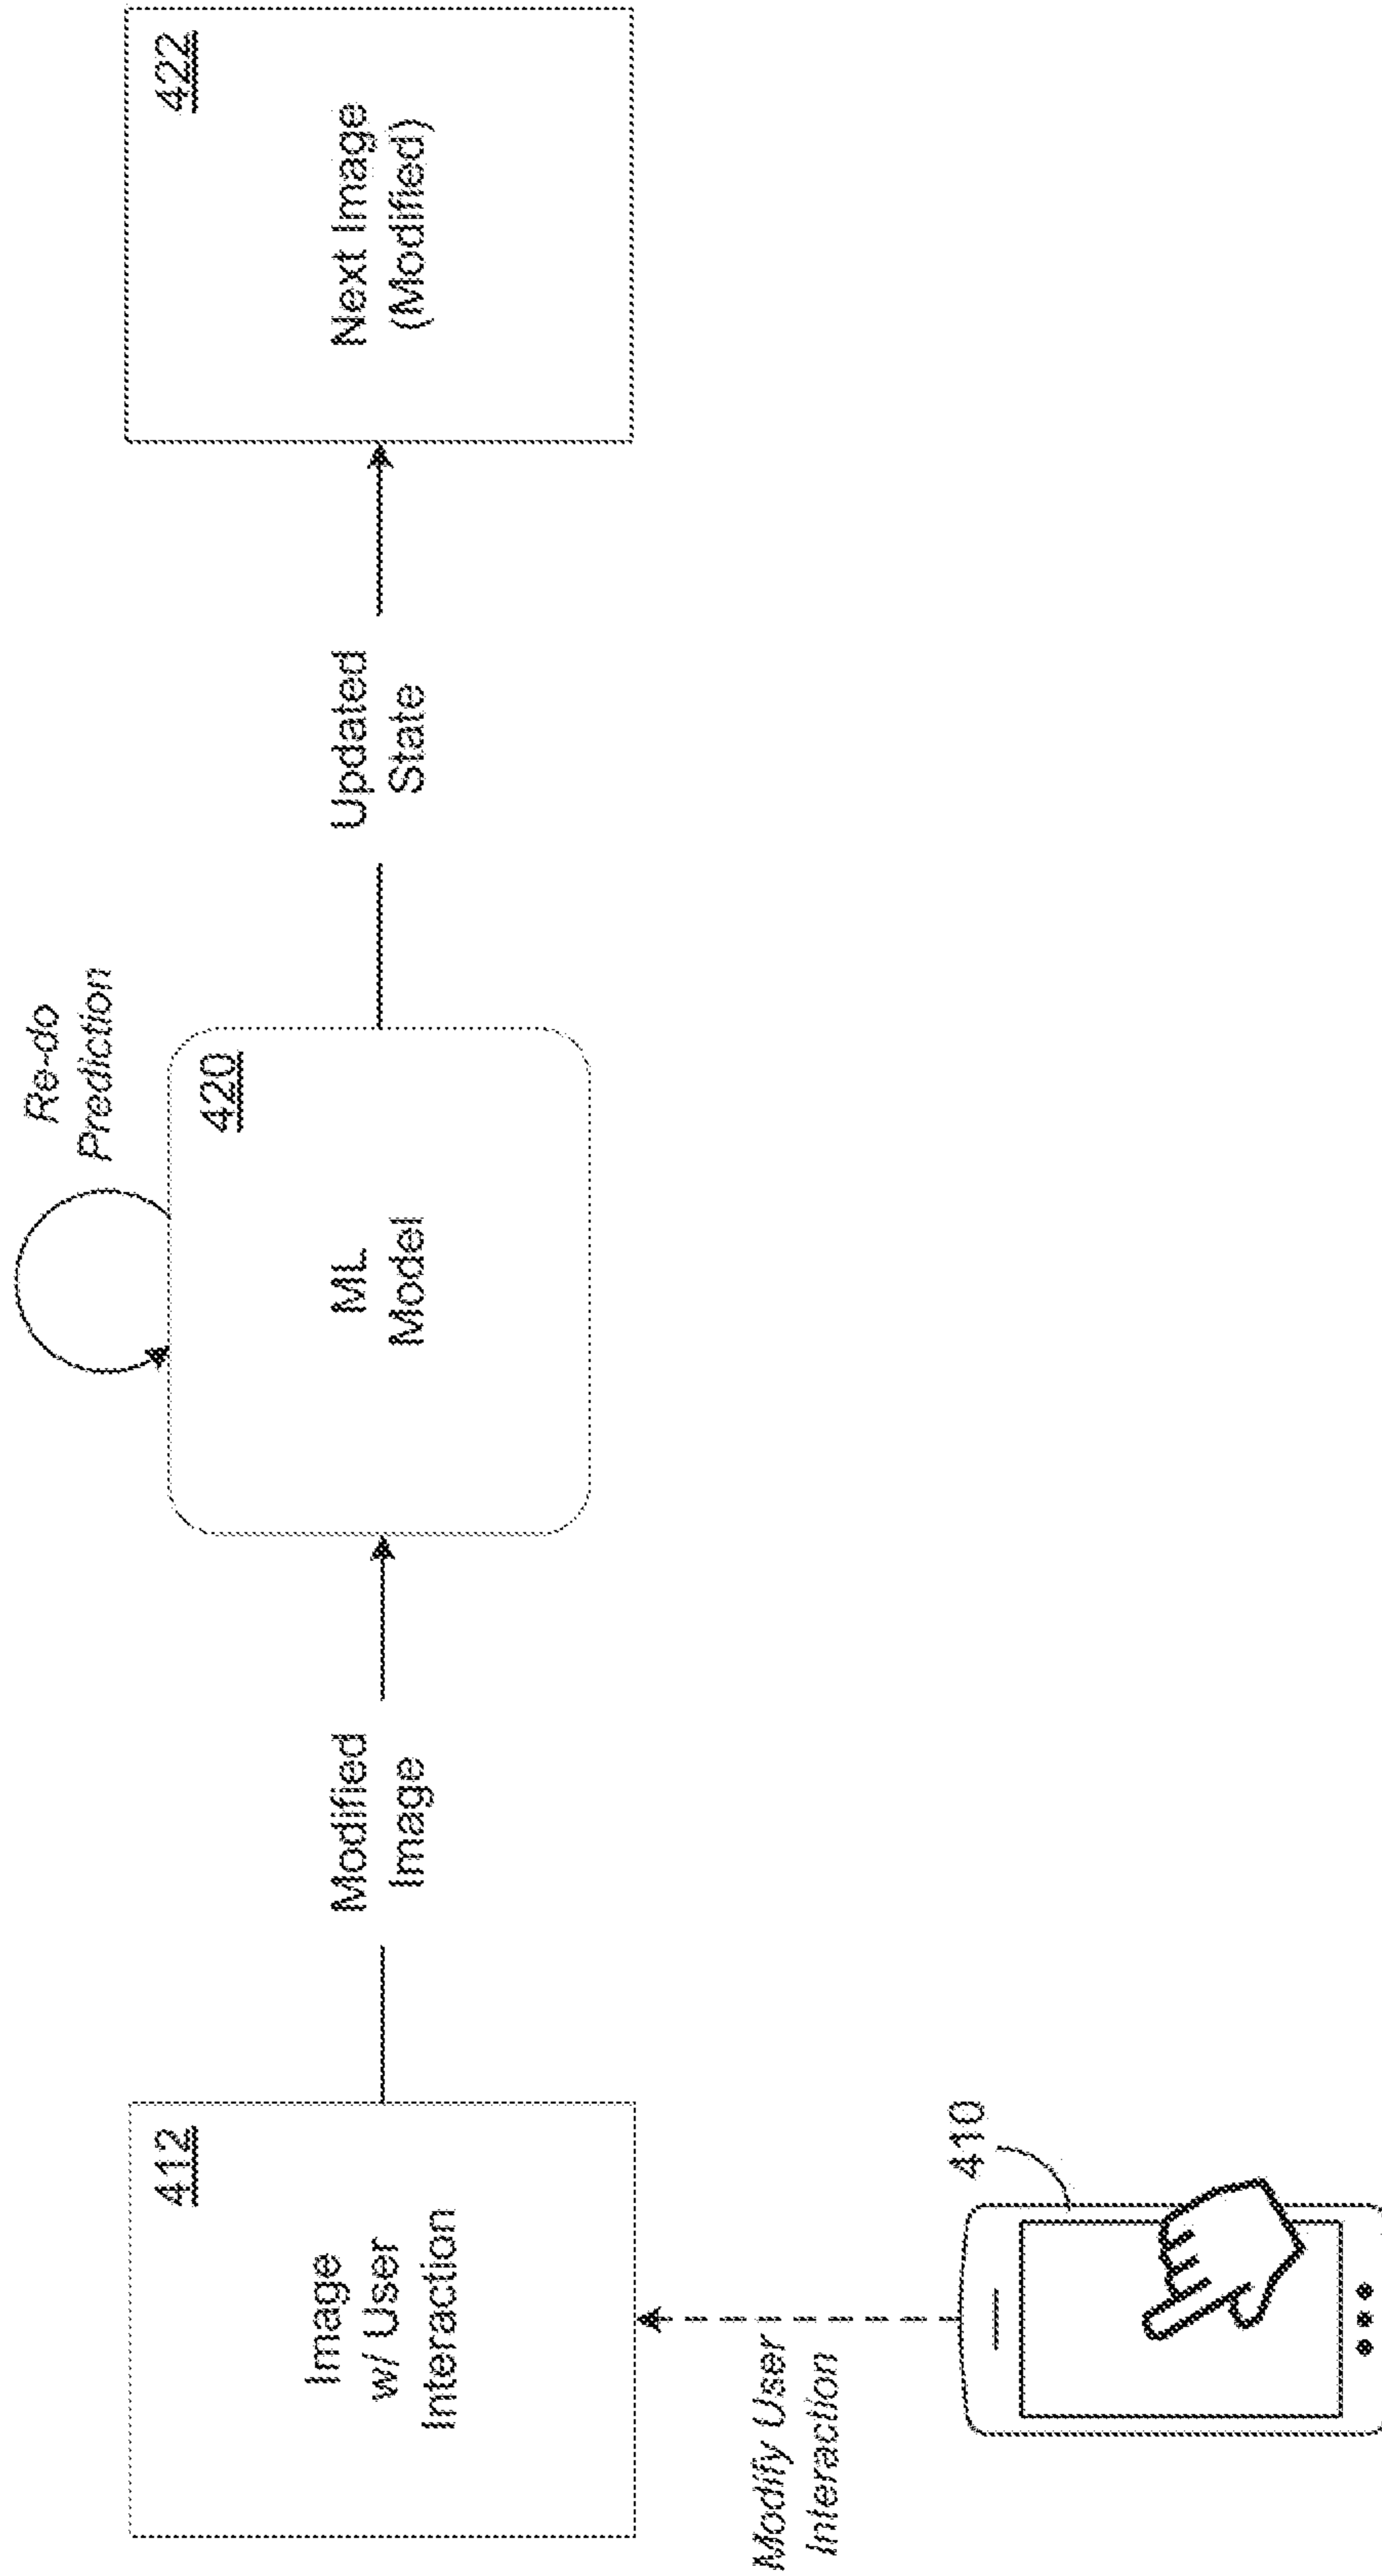 Re-do
Prediction
412
Image
w/ User
Interaction
Modified
Image
420
ML
Model
Updated
State
422
Next Image
(Modified)
Modify User
Interaction
410